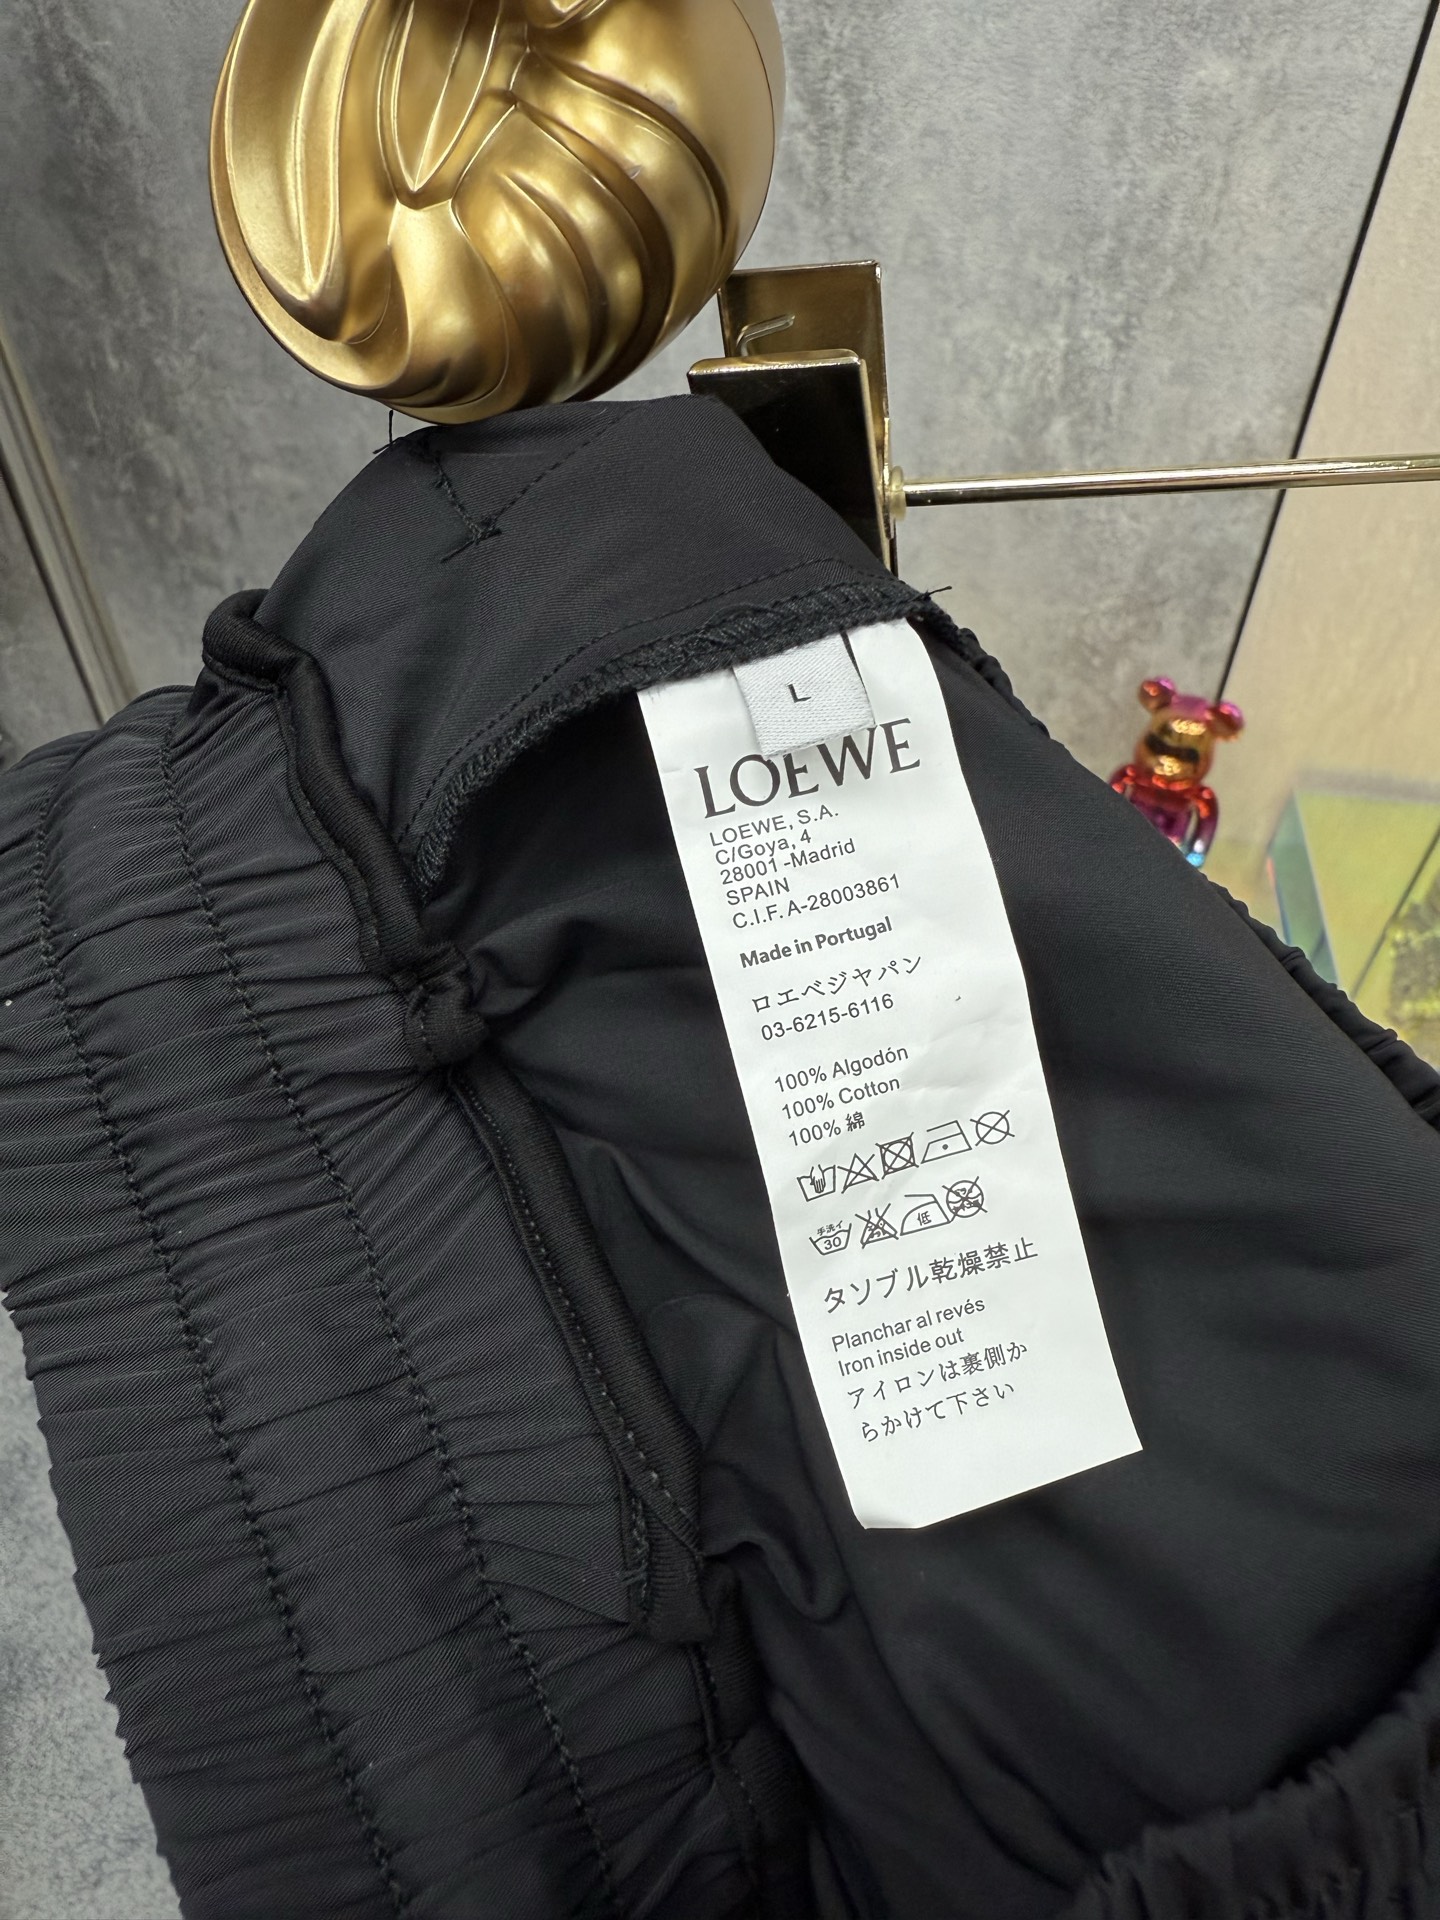 L
LOEWE
LOEWE, S.A.
C/Goya, 4
28001 -Madrid
SPAIN
C.I.F. A-28003861
Made in Portugal
ロエベジャパン
03-6215-6116
100% Algodón
100% Cotton
100% 綿
手洗イ
30
低
タンブル乾燥禁止
Planchar al revés
Iron inside out
アイロンは裏側か
らかけて下さい